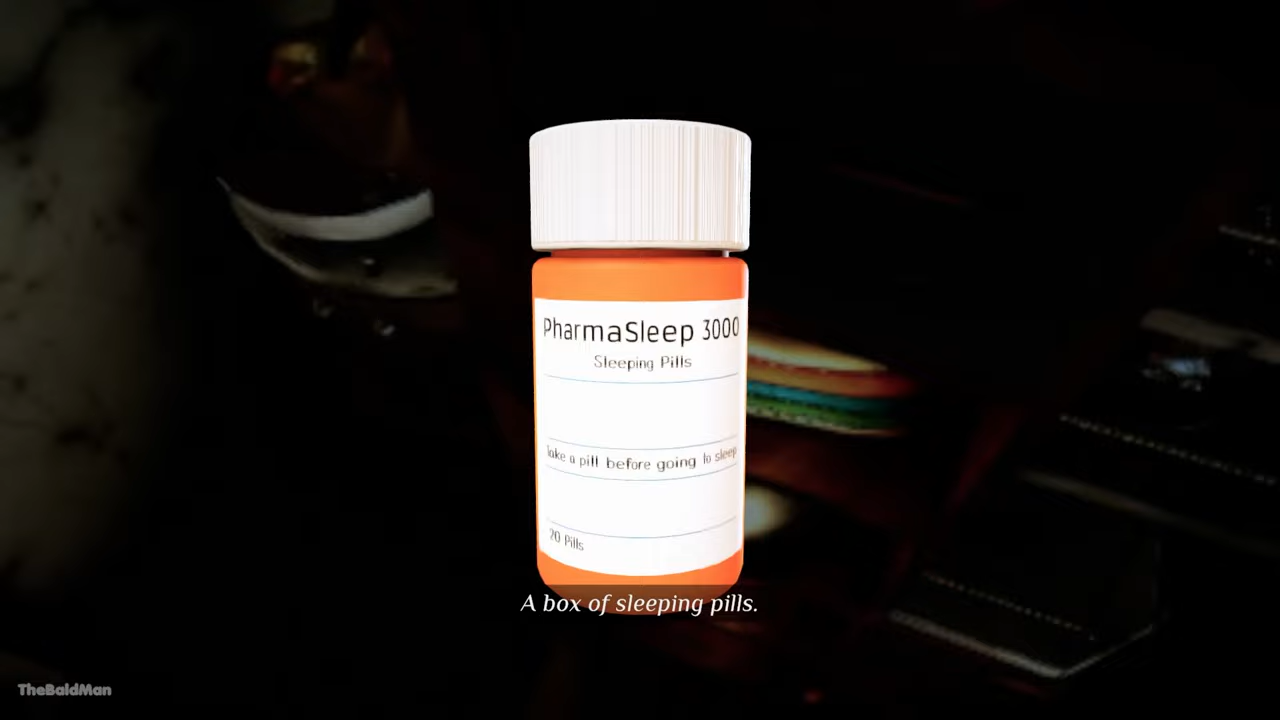 PharmaSleep 3000
Sleeping Pills
Take a pill before going to sleep
20 Pills
A box of sleeping pills.
TheBaldMan